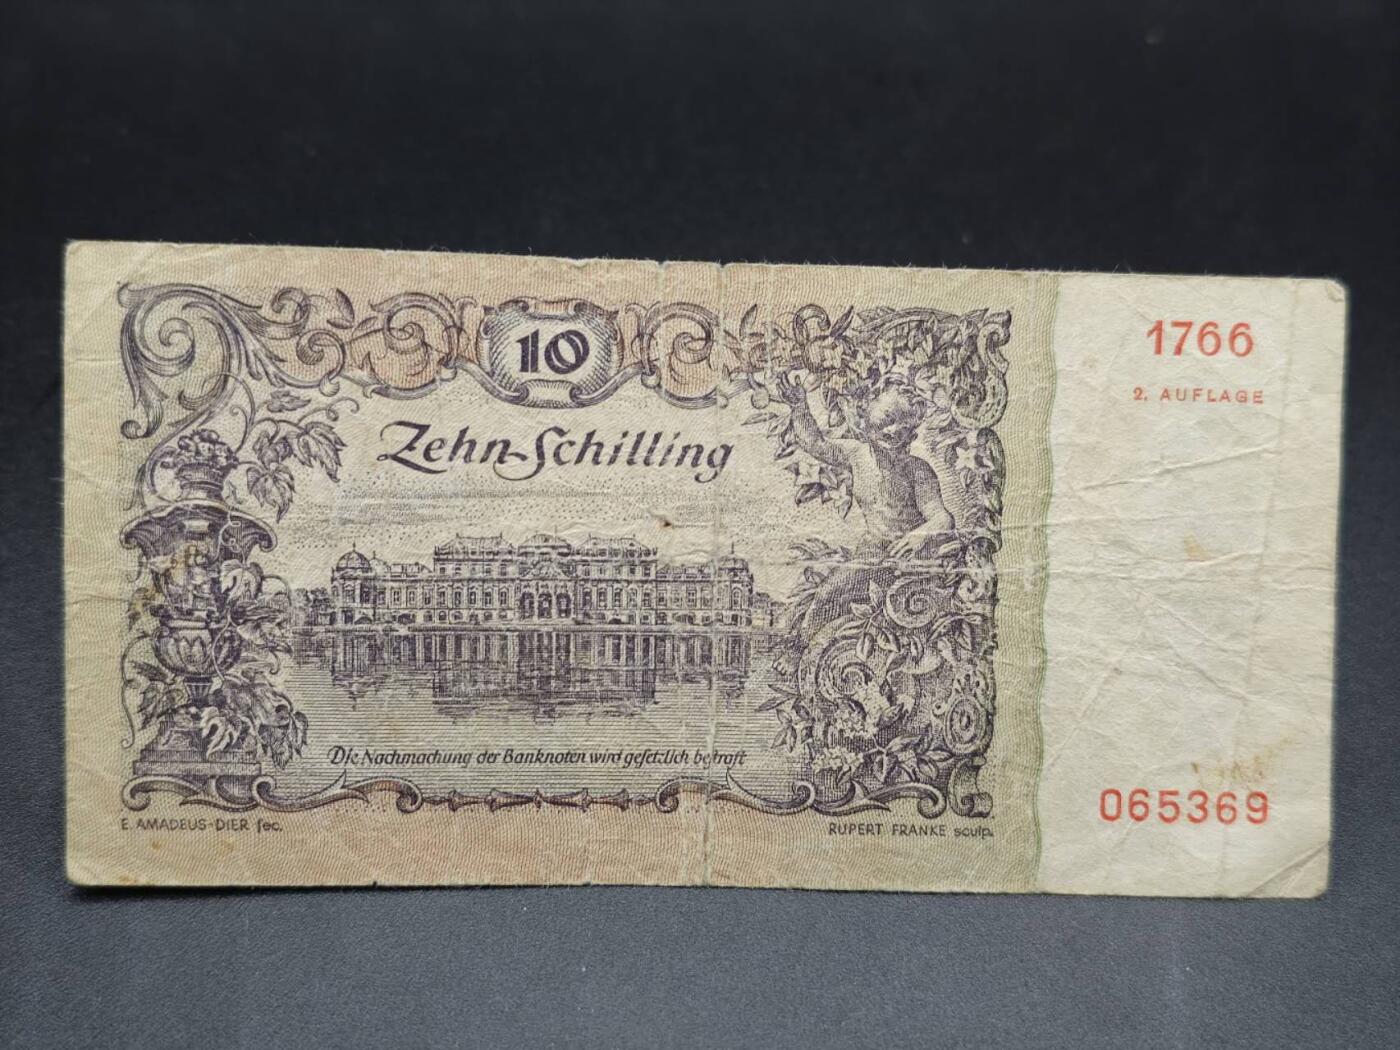 10
Zehn Schilling
Die Nachmachung der Banknoten wird gesetzlich bestraft
E. AMADEUS-DIER fec.
RUPERT FRANKE sculp.
1766
2. AUFLAGE
065369